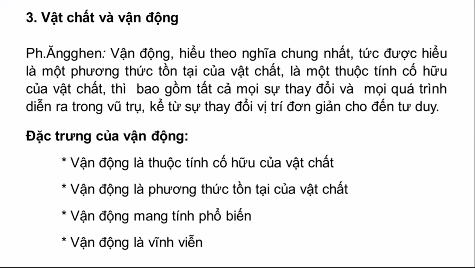 3. Vật chất và vận động
Ph.Ăngghen: Vận động, hiểu theo nghĩa chung nhất, tức được hiểu
là một phương thức tồn tại của vật chất, là một thuộc tính cố hữu
của vật chất, thì bao gồm tất cả mọi sự thay đổi và mọi quá trình
diễn ra trong vũ trụ, kể từ sự thay đổi vị trí đơn giản cho đến tư duy.
Đặc trưng của vận động:
* Vận động là thuộc tính cố hữu của vật chất
* Vận động là phương thức tồn tại của vật chất
* Vận động mang tính phổ biến
* Vận động là vĩnh viễn